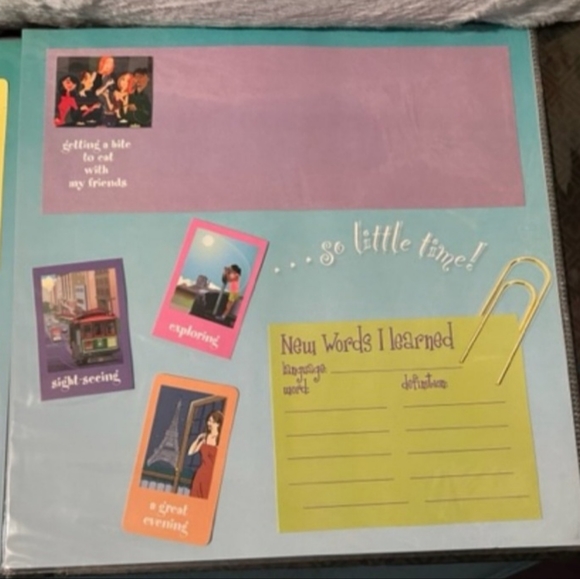 getting a bite
to eat
with
my friends
...so little time!
exploring
sight-seeing
a great
evening
New Words I learned
language
word: definition: